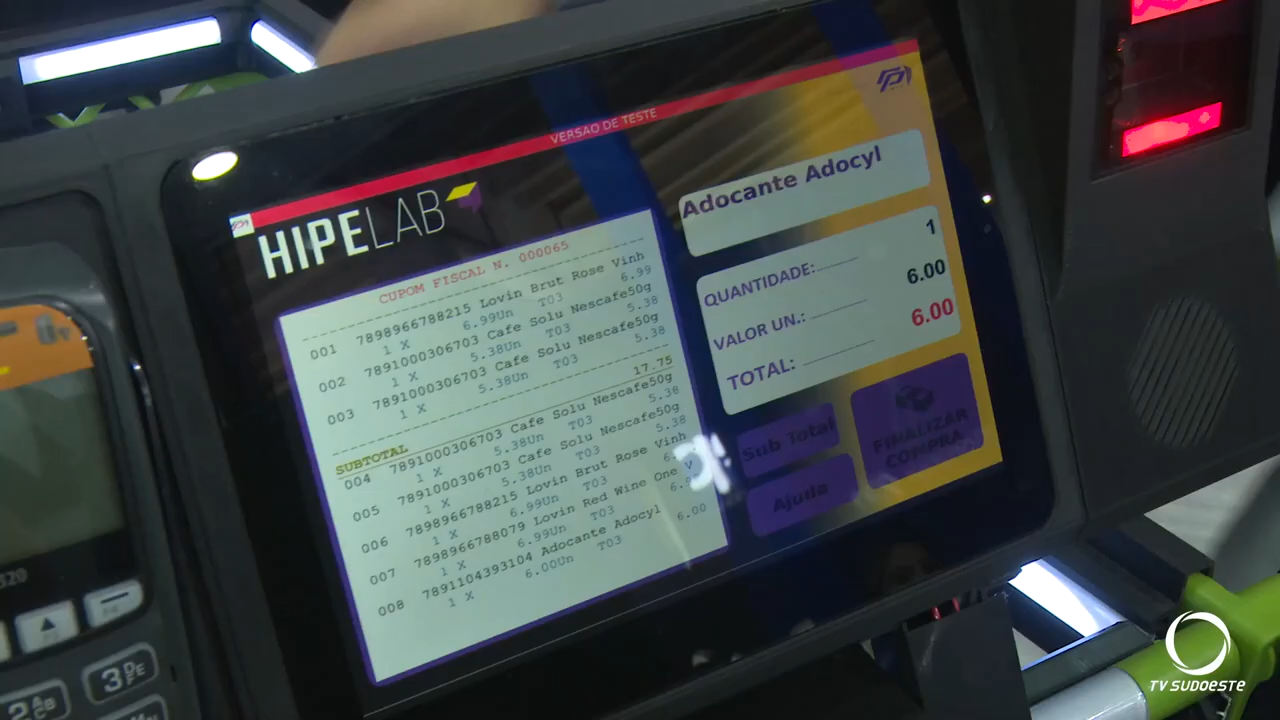 VERSÃO DE TESTE
HIPELAB
CUPOM FISCAL N. 000065
001 7898966788215 Lovin Brut Rose Vinh
1 X 6.99Un T03 6.99
002 7891000306703 Cafe Solu Nescafe50g
1 X 5.38Un T03 5.38
003 7891000306703 Cafe Solu Nescafe50g
1 X 5.38Un T03 5.38
SUBTOTAL 17.75
004 7891000306703 Cafe Solu Nescafe50g
1 X 5.38Un T03 5.38
005 7891000306703 Cafe Solu Nescafe50g
1 X 5.38Un T03 5.38
006 7898966788215 Lovin Brut Rose Vinh
1 X 6.99Un T03
007 7898966788079 Lovin Red Wine One V
1 X 6.99Un T03
008 7891104393104 Adocante Adocyl
1 X 6.00Un T03 6.00
Adocante Adocyl
QUANTIDADE: 1
VALOR UN.: 6.00
TOTAL: 6.00
Sub Total
Ajuda
FINALIZAR
COMPRA
3 DEF
TV SUDOESTE